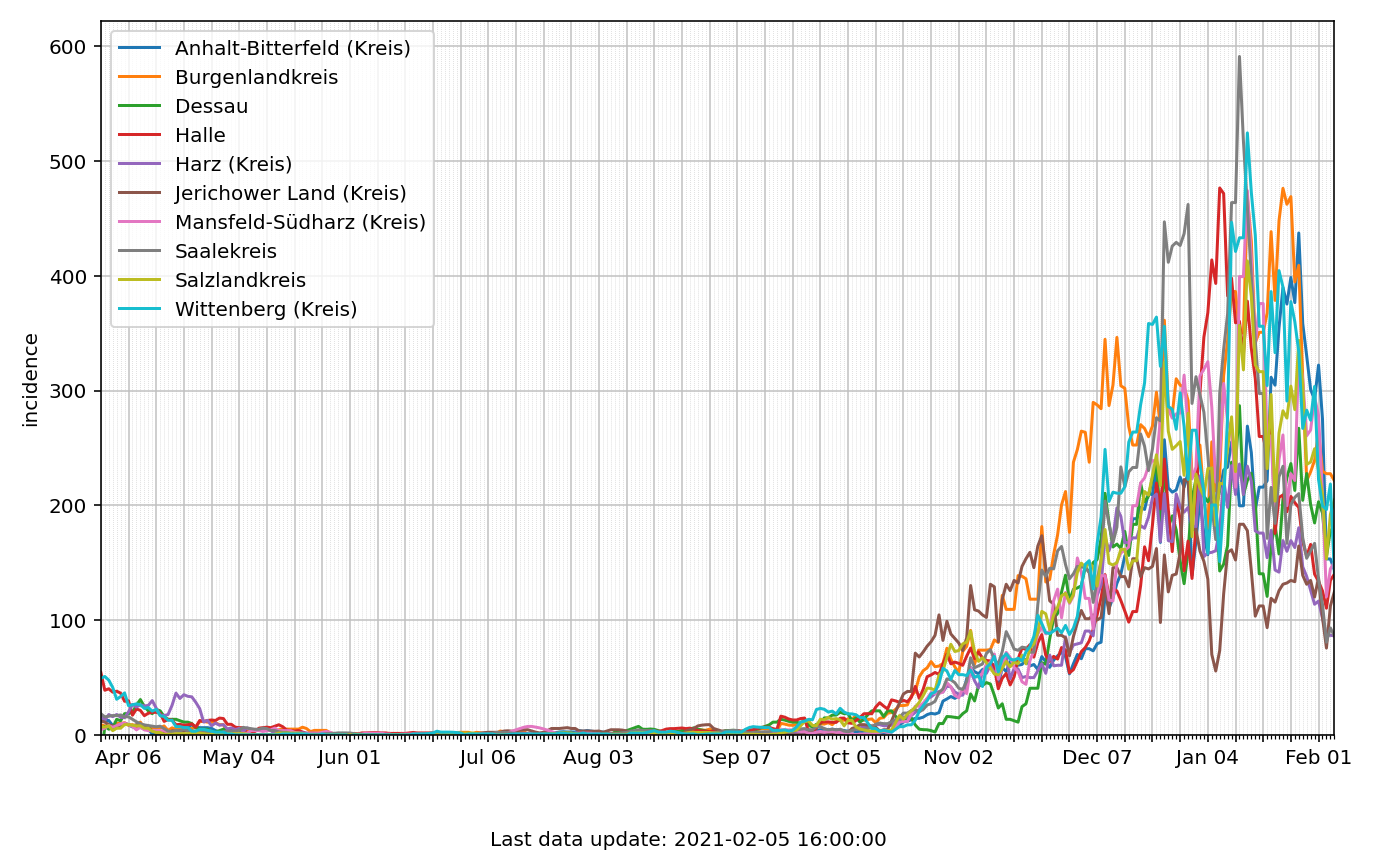 600
500
400
300
200
100
0
incidence
Anhalt-Bitterfeld (Kreis)
Burgenlandkreis
Dessau
Halle
Harz (Kreis)
Jerichower Land (Kreis)
Mansfeld-Südharz (Kreis)
Saalekreis
Salzlandkreis
Wittenberg (Kreis)
Apr 06 May 04 Jun 01 Jul 06 Aug 03 Sep 07 Oct 05 Nov 02 Dec 07 Jan 04 Feb 01
Last data update: 2021-02-05 16:00:00